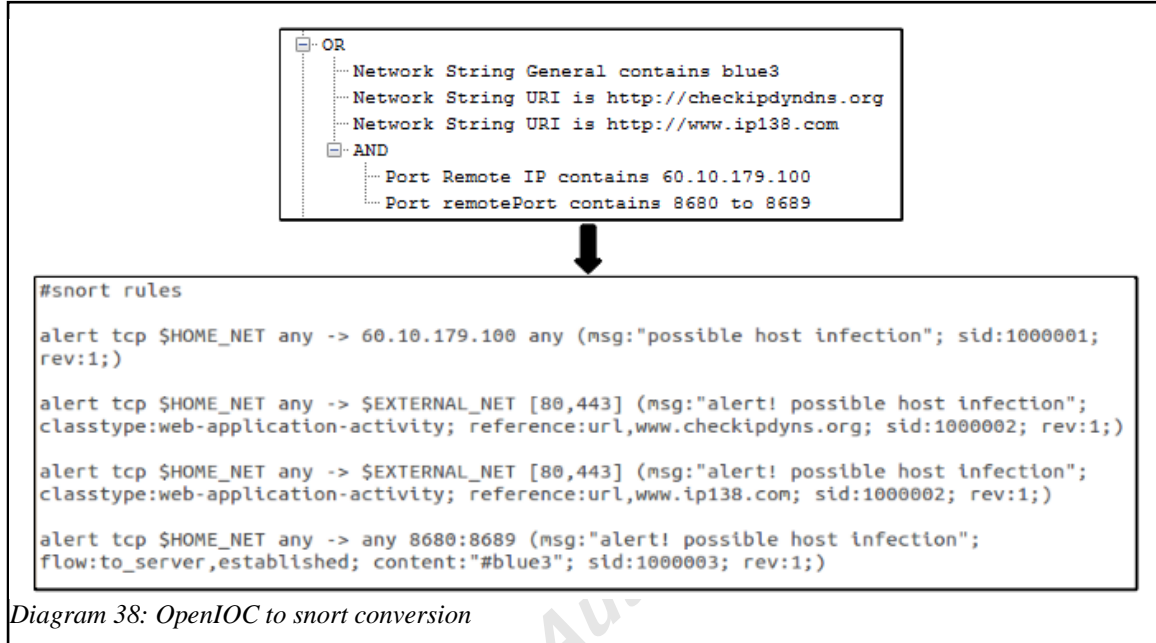 OR
Network String General contains blue3
Network String URI is http://checkipdyndns.org
Network String URI is http://www.ip138.com
AND
Port Remote IP contains 60.10.179.100
Port remotePort contains 8680 to 8689
#snort rules
alert tcp $HOME_NET any -> 60.10.179.100 any (msg:"possible host infection"; sid:1000001;
rev:1;)
alert tcp $HOME_NET any -> $EXTERNAL_NET [80,443] (msg:"alert! possible host infection";
classtype:web-application-activity; reference:url,www.checkipdyns.org; sid:1000002; rev:1;)
alert tcp $HOME_NET any -> $EXTERNAL_NET [80,443] (msg:"alert! possible host infection";
classtype:web-application-activity; reference:url,www.ip138.com; sid:1000002; rev:1;)
alert tcp $HOME_NET any -> any 8680:8689 (msg:"alert! possible host infection";
flow:to_server,established; content:"#blue3"; sid:1000003; rev:1;)
Diagram 38: OpenIOC to snort conversion